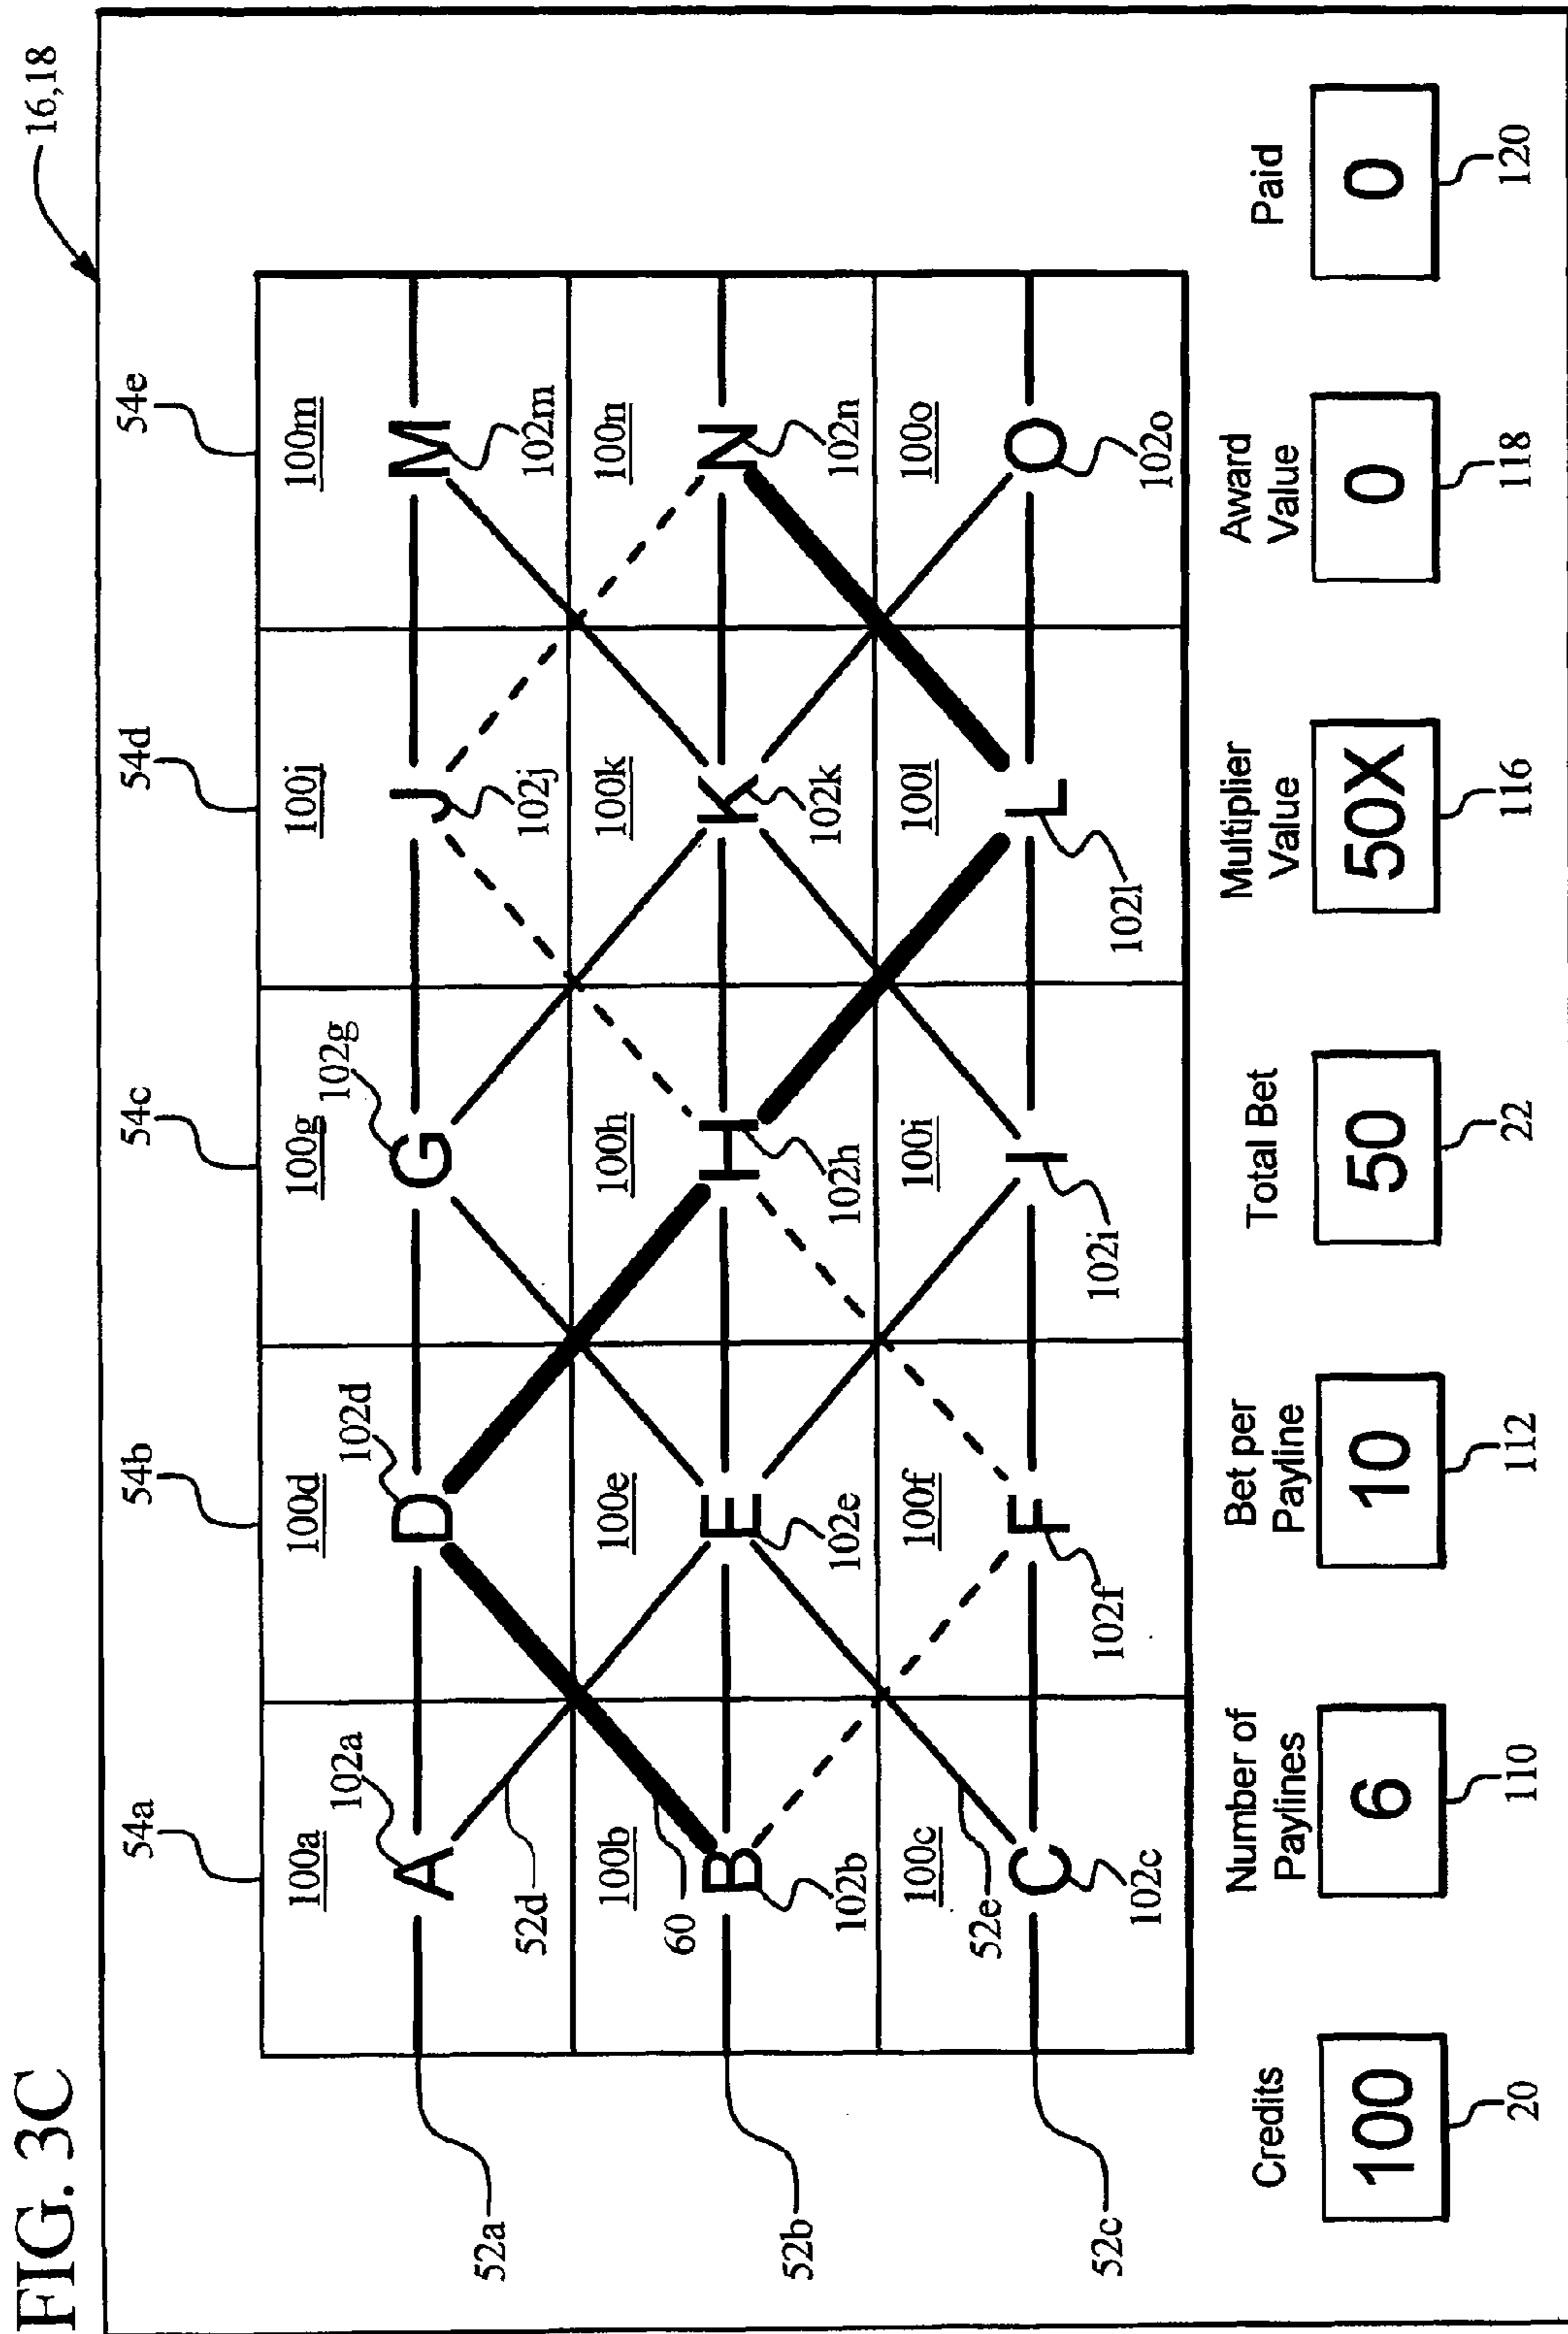 FIG. 3C
16,18
54a 54b 54c 54d 54e
100a 100d 100g 100j 100m
102a 102d 102g
52a A D G J M
102j 102m
52d
100b 100e 100h 100k 100n
60
52b B E H K N
102b 102e 102h 102k 102n
100c 100f 100i 100l 100o
52e
52c C F I L O
102c 102f 102i 102l 102o
Credits Number of Paylines Bet per Payline Total Bet Multiplier Value Award Value Paid
100 6 10 50 50X 0 0
20 110 112 22 116 118 120